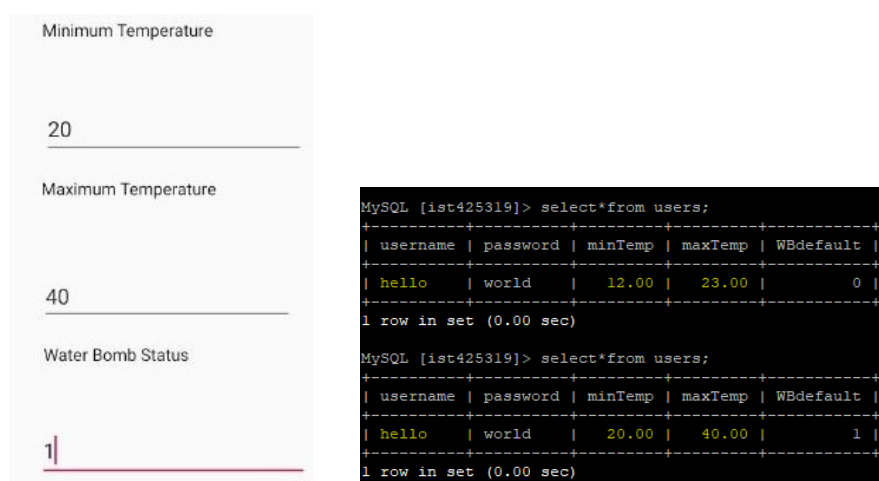 Minimum Temperature
20
Maximum Temperature
40
Water Bomb Status
1
MySQL [ist425319]> select*from users;
+----------+----------+---------+---------+-----------+
| username | password | minTemp | maxTemp | WBdefault |
+----------+----------+---------+---------+-----------+
| hello | world | 12.00 | 23.00 | 0 |
+----------+----------+---------+---------+-----------+
1 row in set (0.00 sec)
MySQL [ist425319]> select*from users;
+----------+----------+---------+---------+-----------+
| username | password | minTemp | maxTemp | WBdefault |
+----------+----------+---------+---------+-----------+
| hello | world | 20.00 | 40.00 | 1 |
+----------+----------+---------+---------+-----------+
1 row in set (0.00 sec)